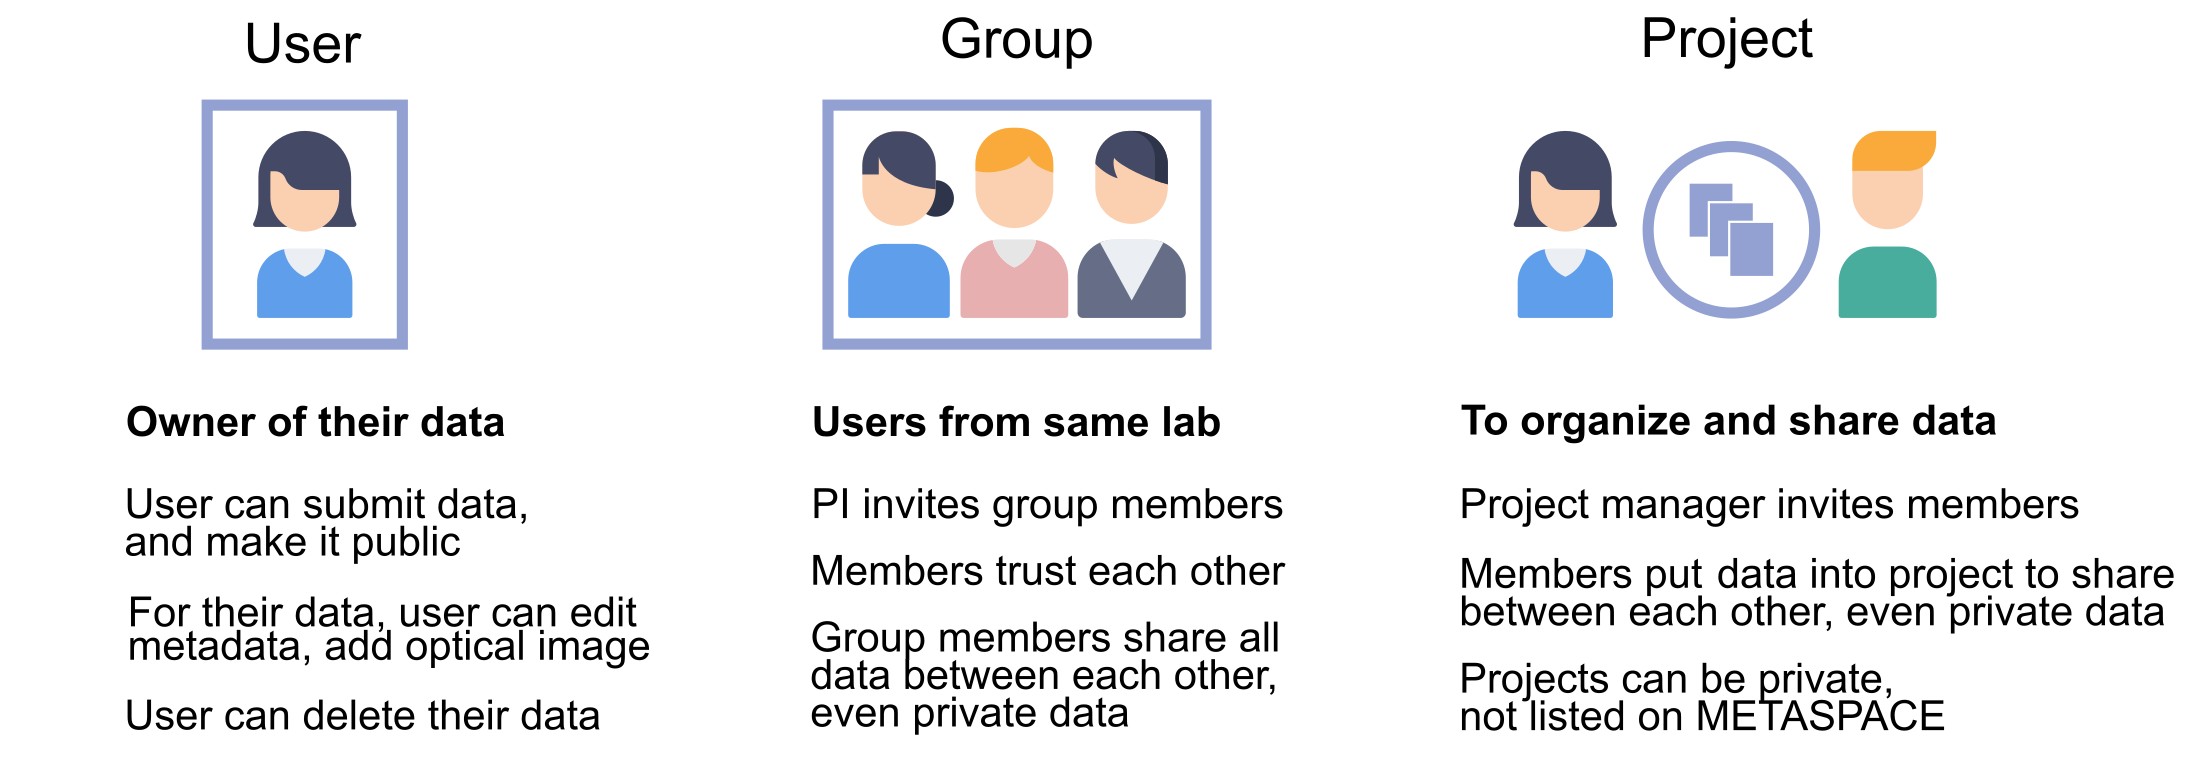 User
Owner of their data
User can submit data,
and make it public
For their data, user can edit
metadata, add optical image
User can delete their data
Group
Users from same lab
PI invites group members
Members trust each other
Group members share all
data between each other,
even private data
Project
To organize and share data
Project manager invites members
Members put data into project to share
between each other, even private data
Projects can be private,
not listed on METASPACE